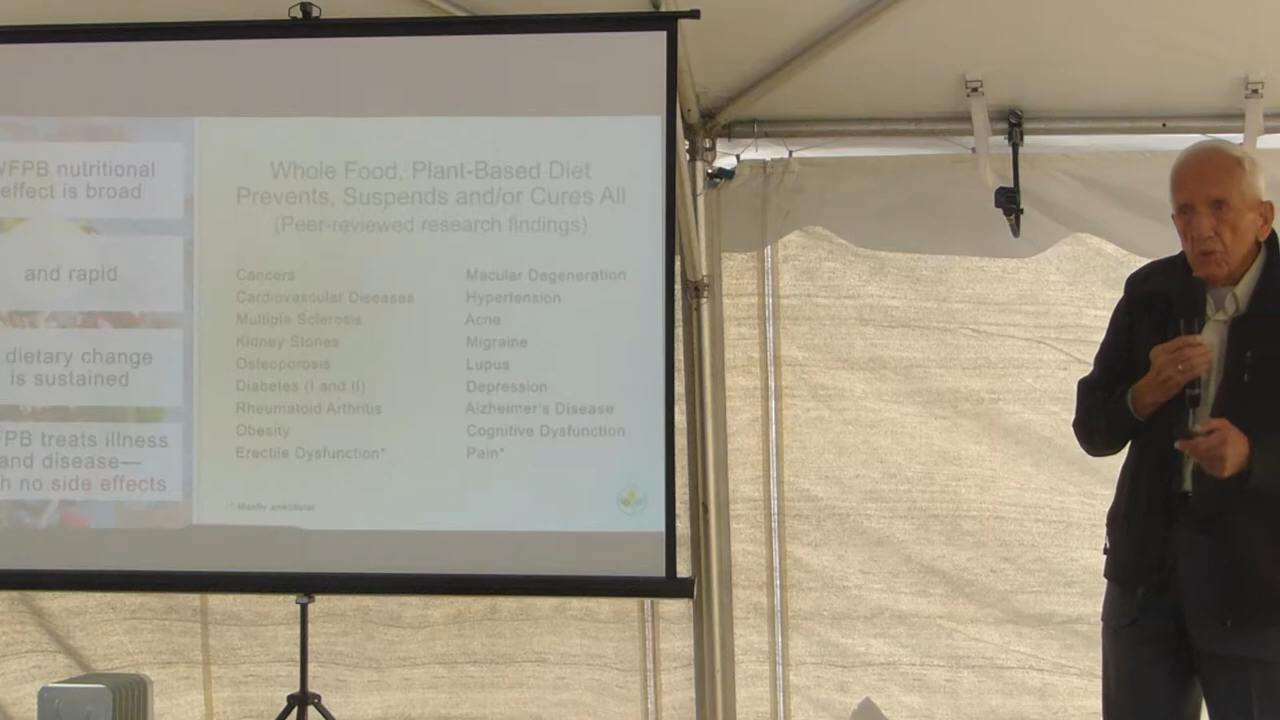 WFPB nutritional
effect is broad
and rapid
dietary change
is sustained
FPB treats illness
and disease—
h no side effects
Whole Food, Plant-Based Diet
Prevents, Suspends and/or Cures All
(Peer-reviewed research findings)
Cancers
Cardiovascular Diseases
Multiple Sclerosis
Kidney Stones
Osteoporosis
Diabetes (I and II)
Rheumatoid Arthritis
Obesity
Erectile Dysfunction*
Macular Degeneration
Hypertension
Acne
Migraine
Lupus
Depression
Alzheimer's Disease
Cognitive Dysfunction
Pain*
* Mostly anecdotal